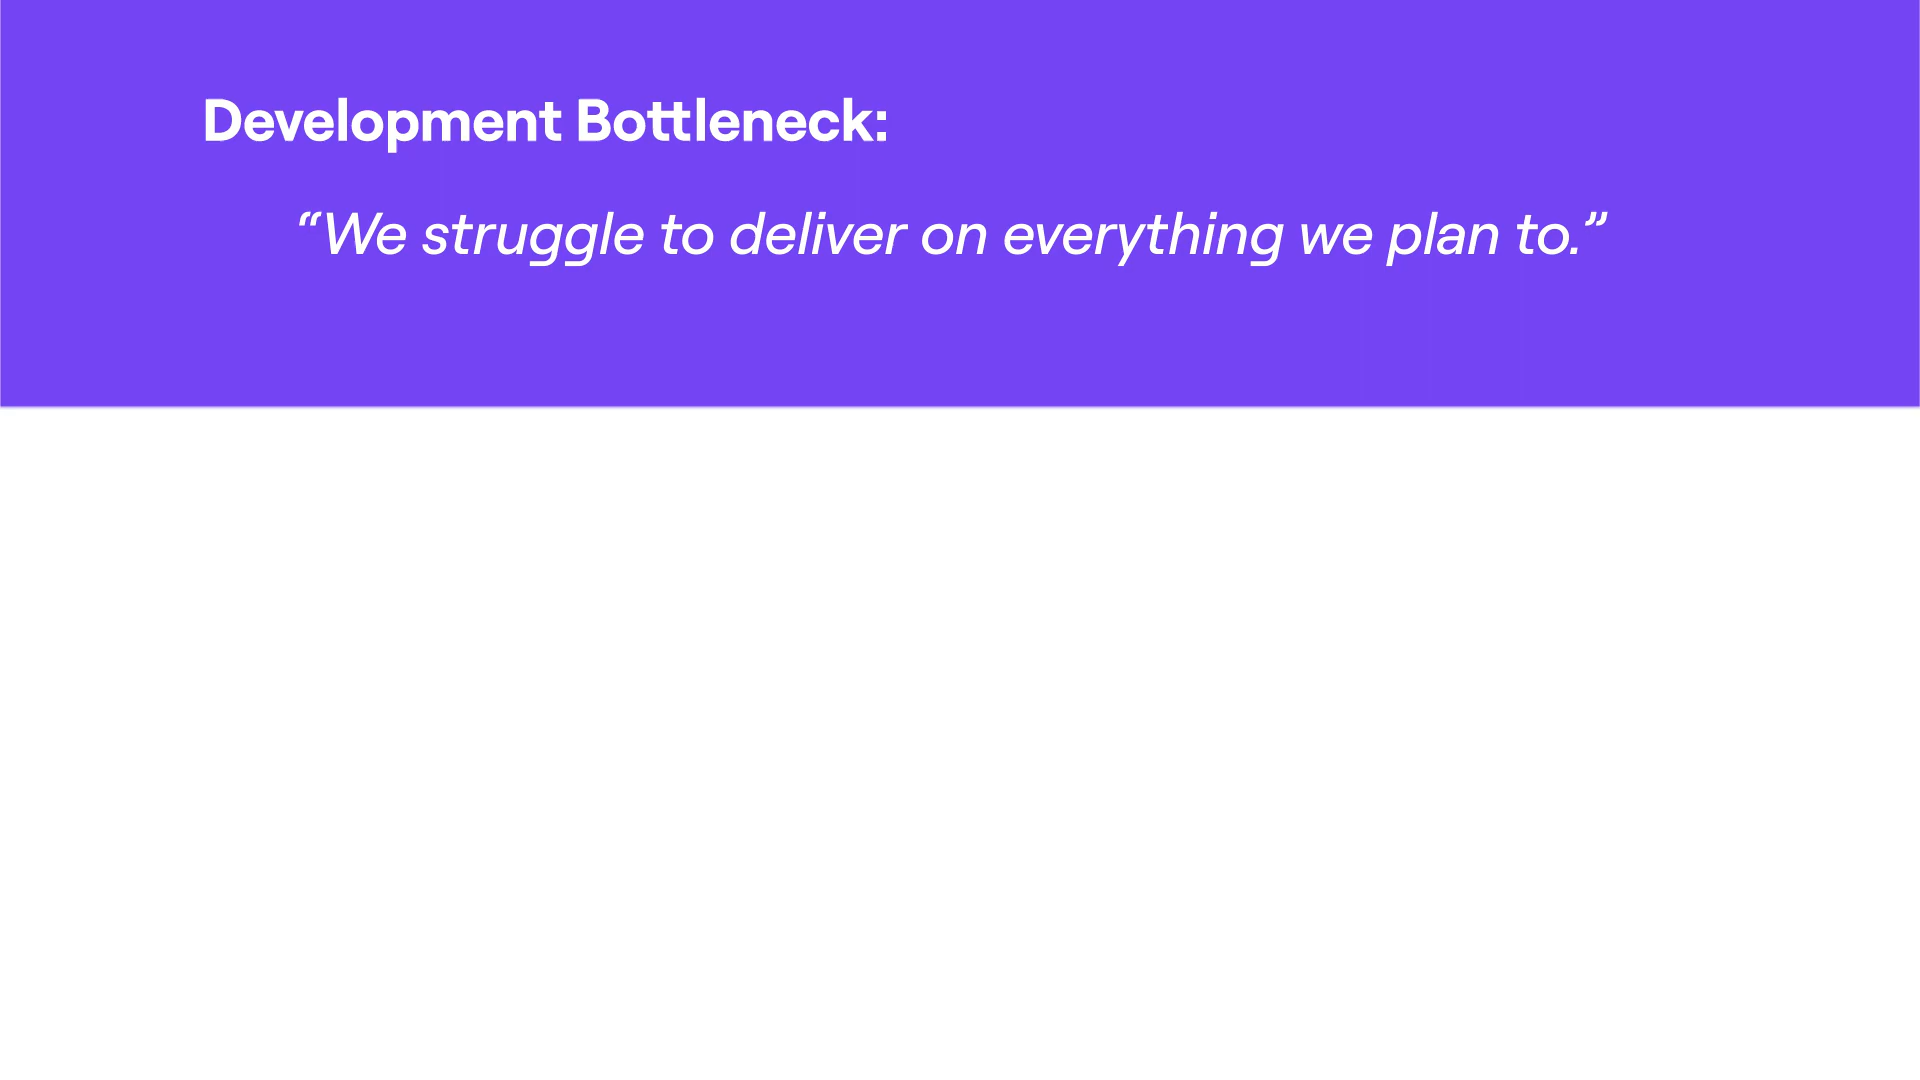 Development Bottleneck:
“We struggle to deliver on everything we plan to.”